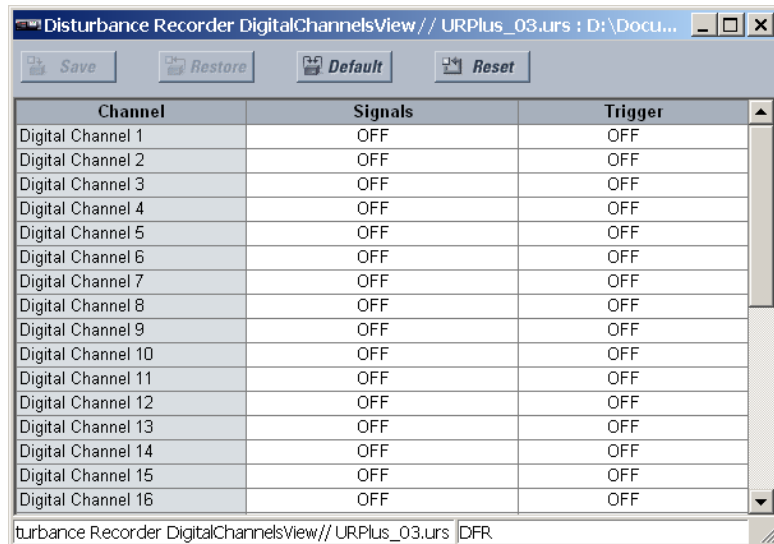 Disturbance Recorder DigitalChannelsView// URPlus_03.urs : D:\Docu...
Save Restore Default Reset
Channel Signals Trigger
Digital Channel 1 OFF OFF
Digital Channel 2 OFF OFF
Digital Channel 3 OFF OFF
Digital Channel 4 OFF OFF
Digital Channel 5 OFF OFF
Digital Channel 6 OFF OFF
Digital Channel 7 OFF OFF
Digital Channel 8 OFF OFF
Digital Channel 9 OFF OFF
Digital Channel 10 OFF OFF
Digital Channel 11 OFF OFF
Digital Channel 12 OFF OFF
Digital Channel 13 OFF OFF
Digital Channel 14 OFF OFF
Digital Channel 15 OFF OFF
Digital Channel 16 OFF OFF
turbance Recorder DigitalChannelsView// URPlus_03.urs DFR